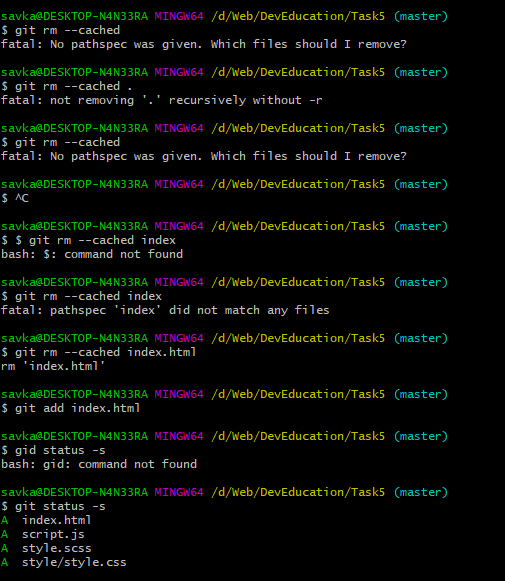 savka@DESKTOP-N4N33RA MINGW64 /d/Web/DevEducation/Task5 (master)
$ git rm --cached
fatal: No pathspec was given. Which files should I remove?
savka@DESKTOP-N4N33RA MINGW64 /d/Web/DevEducation/Task5 (master)
$ git rm --cached .
fatal: not removing '.' recursively without -r
savka@DESKTOP-N4N33RA MINGW64 /d/Web/DevEducation/Task5 (master)
$ git rm --cached
fatal: No pathspec was given. Which files should I remove?
savka@DESKTOP-N4N33RA MINGW64 /d/Web/DevEducation/Task5 (master)
$ ^C
savka@DESKTOP-N4N33RA MINGW64 /d/Web/DevEducation/Task5 (master)
$ $ git rm --cached index
bash: $: command not found
savka@DESKTOP-N4N33RA MINGW64 /d/Web/DevEducation/Task5 (master)
$ git rm --cached index
fatal: pathspec 'index' did not match any files
savka@DESKTOP-N4N33RA MINGW64 /d/Web/DevEducation/Task5 (master)
$ git rm --cached index.html
rm 'index.html'
savka@DESKTOP-N4N33RA MINGW64 /d/Web/DevEducation/Task5 (master)
$ git add index.html
savka@DESKTOP-N4N33RA MINGW64 /d/Web/DevEducation/Task5 (master)
$ gid status -s
bash: gid: command not found
savka@DESKTOP-N4N33RA MINGW64 /d/Web/DevEducation/Task5 (master)
$ git status -s
A  index.html
A  script.js
A  style.scss
A  style/style.css